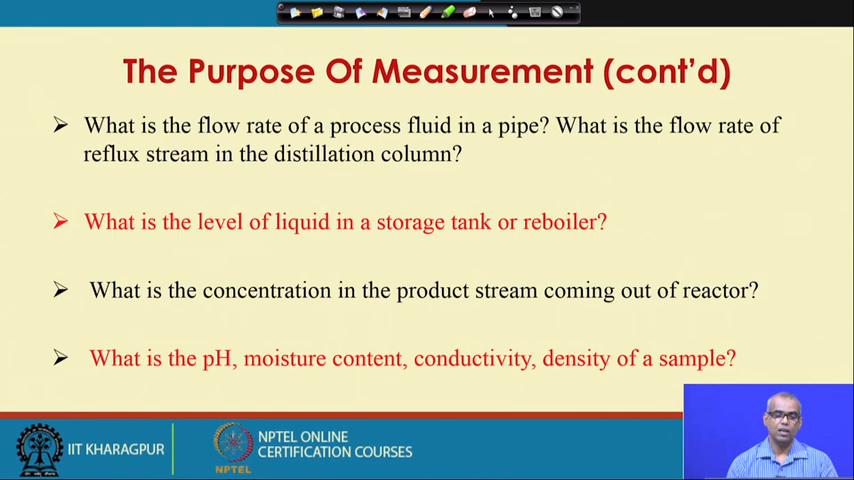 The Purpose Of Measurement (cont'd)
➢ What is the flow rate of a process fluid in a pipe? What is the flow rate of
reflux stream in the distillation column?
➢ What is the level of liquid in a storage tank or reboiler?
➢ What is the concentration in the product stream coming out of reactor?
➢ What is the pH, moisture content, conductivity, density of a sample?
IIT KHARAGPUR
NPTEL
NPTEL ONLINE
CERTIFICATION COURSES